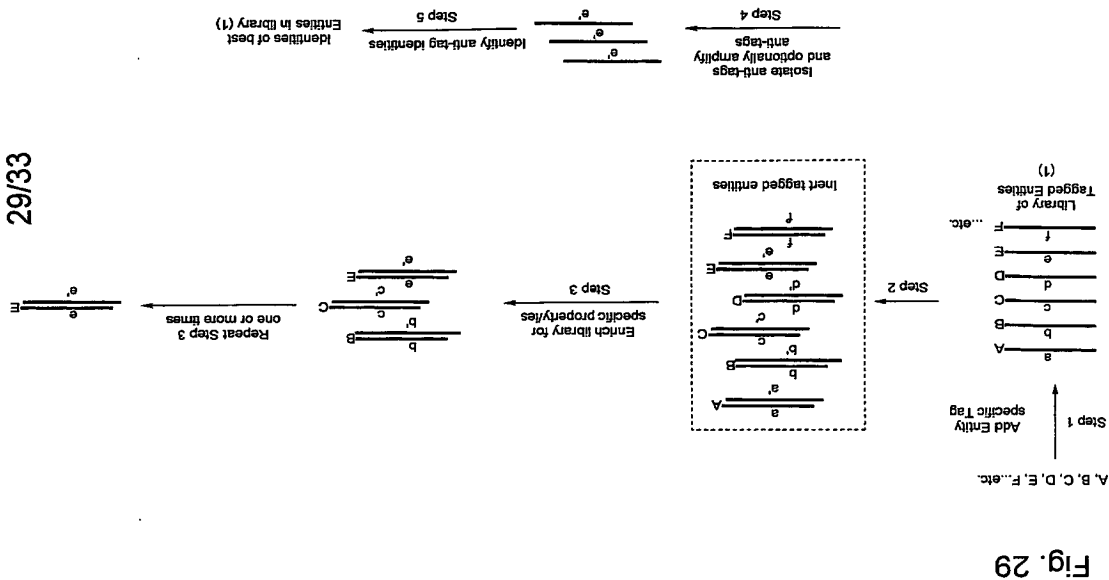 Fig. 29
A, B, C, D, E, F...etc.
Step 1
Add Entity
specific Tag
a
A
b
B
c
C
d
D
e
E
f
F ...etc.
Library of
Tagged Entities
(1)
Step 2
a
A
a'
b
B
b'
c
C
c'
d
D
d'
e
E
e'
f
F
f'
Inert tagged entities
Enrich library for
specific property/ies
Step 3
b
B
b'
c
C
c'
e
E
e'
Repeat Step 3
one or more times
e
E
e'
Isolate anti-tags
and optionally amplify
anti-tags
Step 4
e'
e'
e'
Identify anti-tag identities
Step 5
Identities of best of
Entities in library (1)
29/33